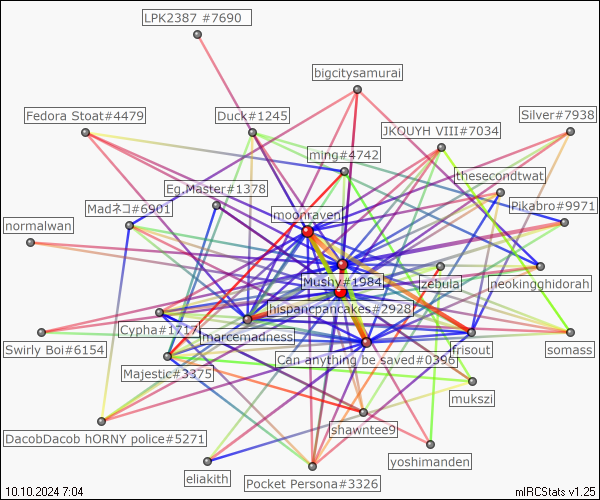 LPK2387 #7690
bigcitysamurai
Fedora Stoat#4479
Duck#1245
Silver#7938
JKQUYH VIII#7034
ming#4742
thesecondtwat
Eg.Master#1378
Madネコ#6901
moonraven
Pikabro#9971
normalwan
Mushy#1984
zebula
neokingghidorah
hispancpancakes#2928
Cypha#1717
marcemadness
Swirly Boi#6154
Can anything be saved#0396
frisout
somass
Majestic#3375
mukszi
DacobDacob hORNY police#5271
shawntee9
yoshimanden
eliakith
Pocket Persona#3326
10.10.2024 7:04
mIRCStats v1.25